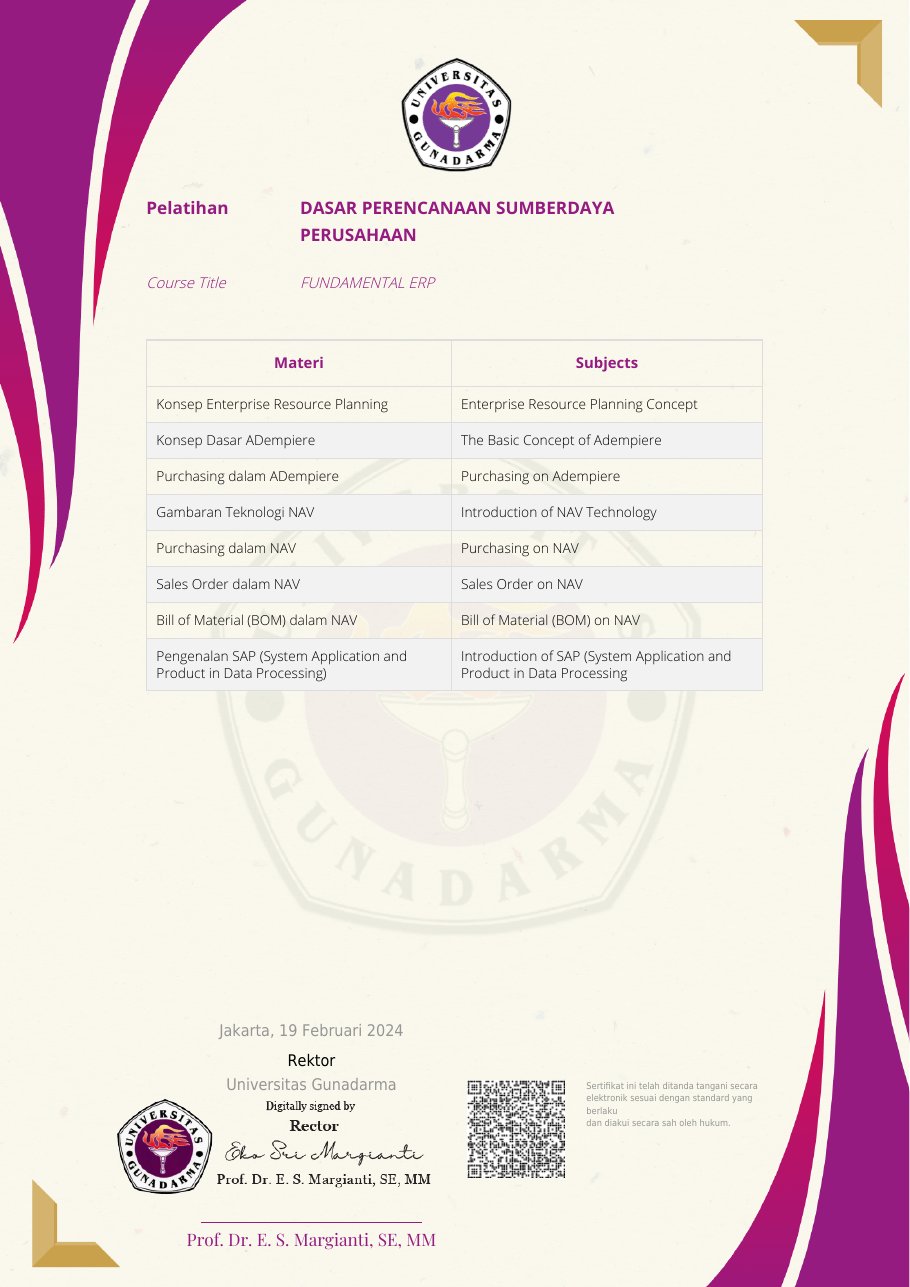 UNIVERSITAS
GUNADARMA
Pelatihan DASAR PERENCANAAN SUMBERDAYA
PERUSAHAAN
Course Title FUNDAMENTAL ERP
Materi Subjects
Konsep Enterprise Resource Planning Enterprise Resource Planning Concept
Konsep Dasar ADempiere The Basic Concept of Adempiere
Purchasing dalam ADempiere Purchasing on Adempiere
Gambaran Teknologi NAV Introduction of NAV Technology
Purchasing dalam NAV Purchasing on NAV
Sales Order dalam NAV Sales Order on NAV
Bill of Material (BOM) dalam NAV Bill of Material (BOM) on NAV
Pengenalan SAP (System Application and Introduction of SAP (System Application and
Product in Data Processing) Product in Data Processing
UNIVERSITAS
GUNADARMA
Jakarta, 19 Februari 2024
Rektor
Universitas Gunadarma
Digitally signed by
Rector
Eko Sri Margianti
Prof. Dr. E. S. Margianti, SE, MM
UNIVERSITAS
GUNADARMA
Sertifikat ini telah ditanda tangani secara
elektronik sesuai dengan standard yang
berlaku
dan diakui secara sah oleh hukum.
Prof. Dr. E. S. Margianti, SE, MM